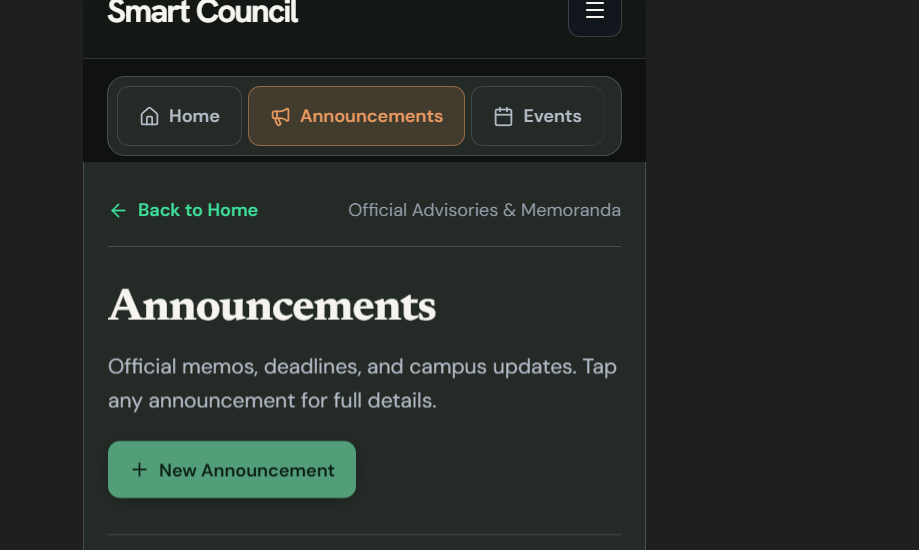 Smart Council
Home
Announcements
Events
Back to Home
Official Advisories & Memoranda
Announcements
Official memos, deadlines, and campus updates. Tap
any announcement for full details.
New Announcement